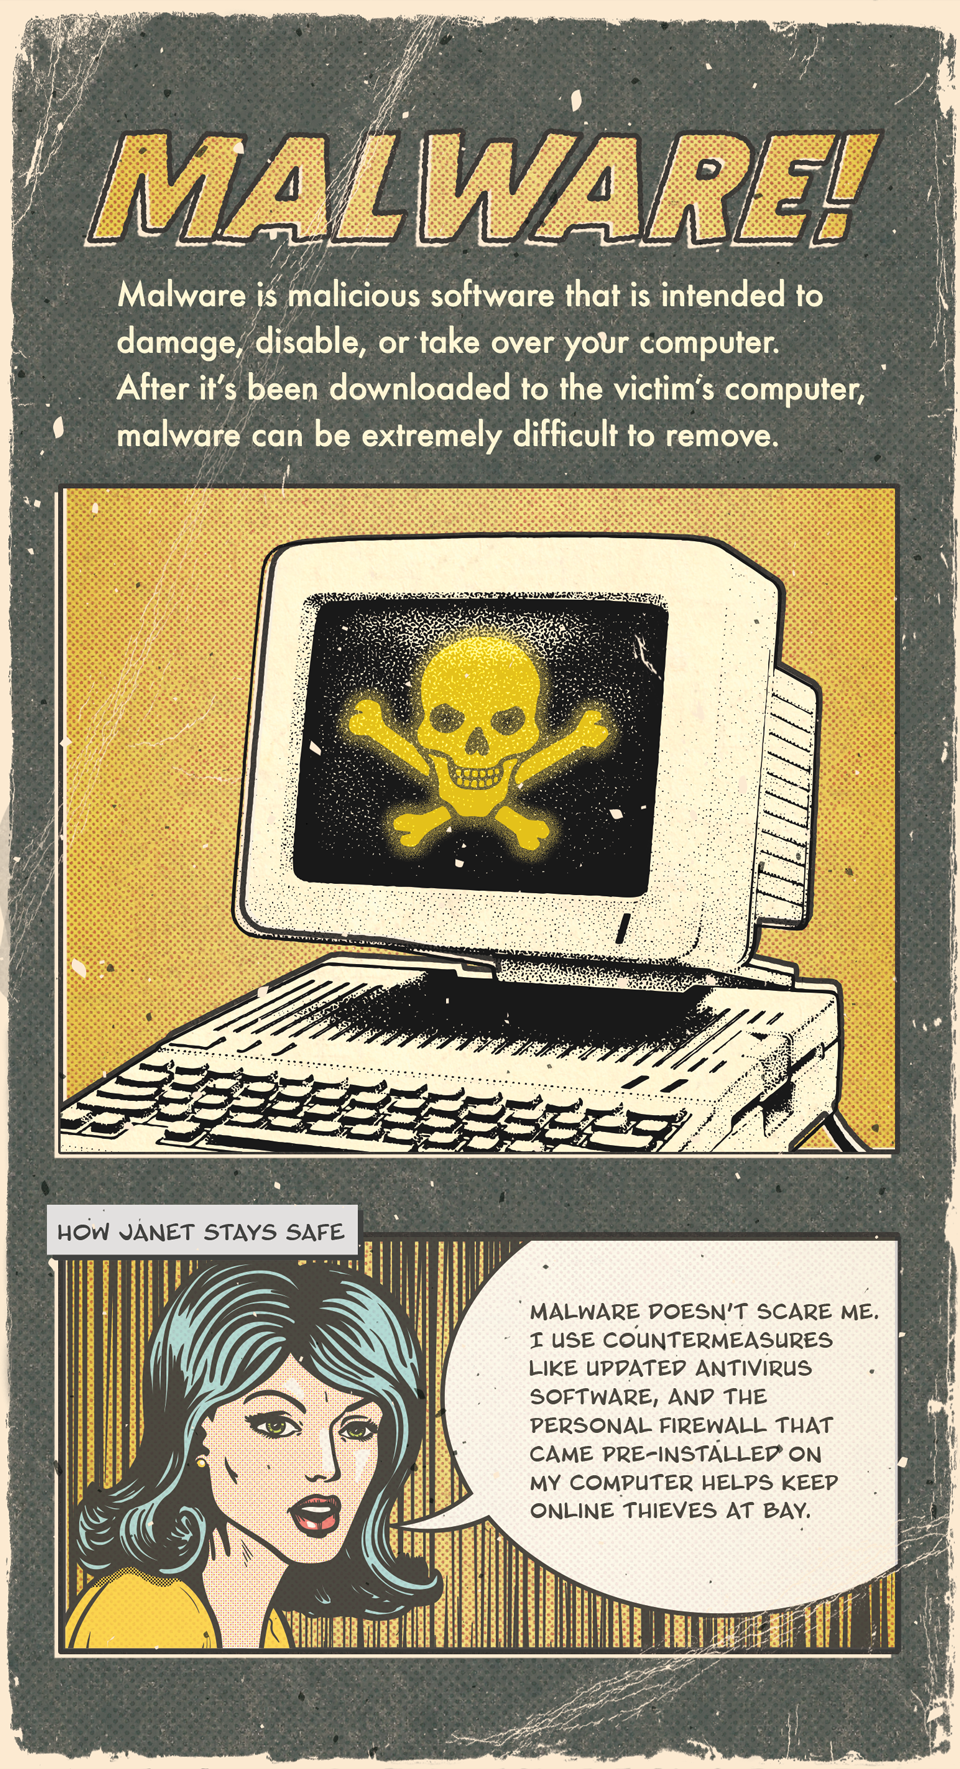 MALWARE!
Malware is malicious software that is intended to
damage, disable, or take over your computer.
After it's been downloaded to the victim's computer,
malware can be extremely difficult to remove.
HOW JANET STAYS SAFE
MALWARE DOESN'T SCARE ME.
I USE COUNTERMEASURES
LIKE UPDATED ANTIVIRUS
SOFTWARE, AND THE
PERSONAL FIREWALL THAT
CAME PRE-INSTALLED ON
MY COMPUTER HELPS KEEP
ONLINE THIEVES AT BAY.